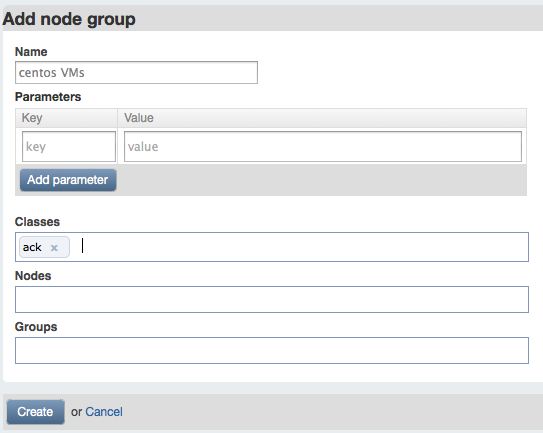 Add node group
Name
centos VMs
Parameters
Key Value
key value
Add parameter
Classes
ack ×
Nodes
Groups
Create or Cancel